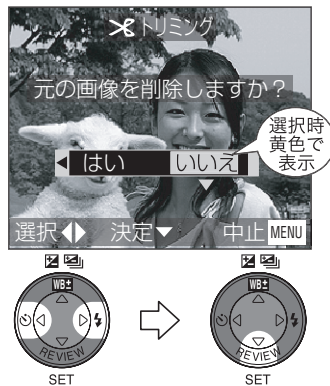 トリミング
元の画像を削除しますか?
選択時
黄色で
表示
はい いいえ
選択 決定 中止 MENU
WB± WB±
REVIEW REVIEW
SET SET